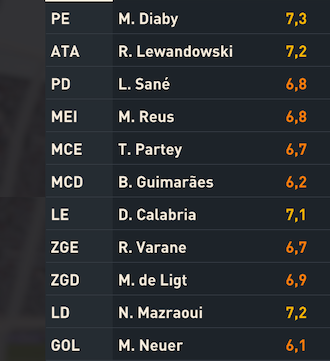 PE M. Diaby 7,3
ATA R. Lewandowski 7,2
PD L. Sané 6,8
MEI M. Reus 6,8
MCE T. Partey 6,7
MCD B. Guimarães 6,2
LE D. Calabria 7,1
ZGE R. Varane 6,7
ZGD M. de Ligt 6,9
LD N. Mazraoui 7,2
GOL M. Neuer 6,1